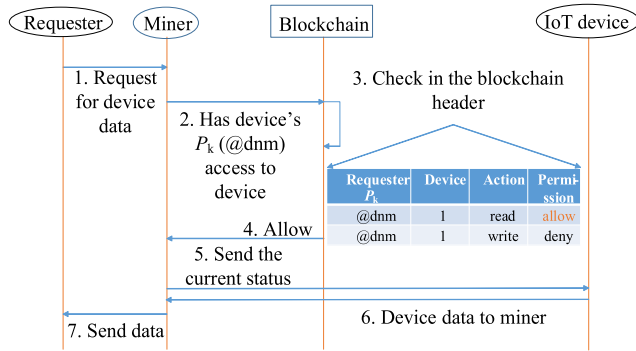 Requester
Miner
Blockchain
IoT device
1. Request
for device
data
2. Has device's
Pk (@dnm)
access to
device
3. Check in the blockchain
header
Requester Device Action Permi-
Pk ssion
@dnm 1 read allow
@dnm 1 write deny
4. Allow
5. Send the
current status
6. Device data to miner
7. Send data